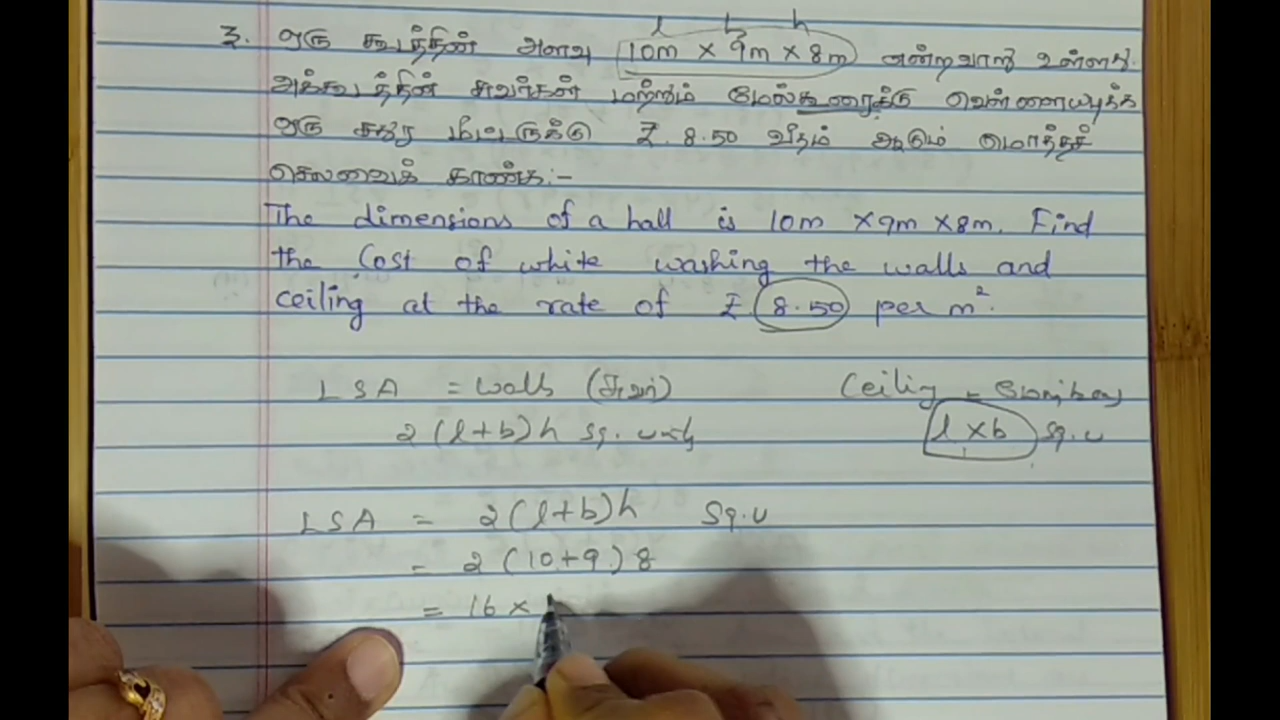 l b h
3. ஒரு கூடத்தின் அளவு 10m × 9m × 8m என்றவாறு உள்ளது.
அக்கூடத்தின் சுவர்கள் மற்றும் மேல்கூரைக்கு வெள்ளையடிக்க
ஒரு சதுர மீட்டருக்கு ₹. 8.50 வீதம் ஆகும் மொத்தச்
செலவைக் காண்க:-
The dimensions of a hall is 10m ×9m ×8m. Find
the Cost of white washing the walls and
ceiling at the rate of ₹. 8.50 per m².
LSA = walls (சுவர்) Ceilig =
2(l+b)h sq. l×b sq.u
LSA = 2(l+b)h Sq.u
= 2(10+9)8
= 16 ×